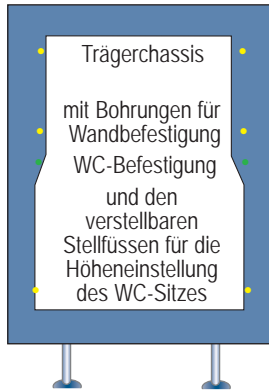 Trägerchassis
mit Bohrungen für
Wandbefestigung
WC-Befestigung
und den
verstellbaren
Stellfüssen für die
Höheneinstellung
des WC-Sitzes